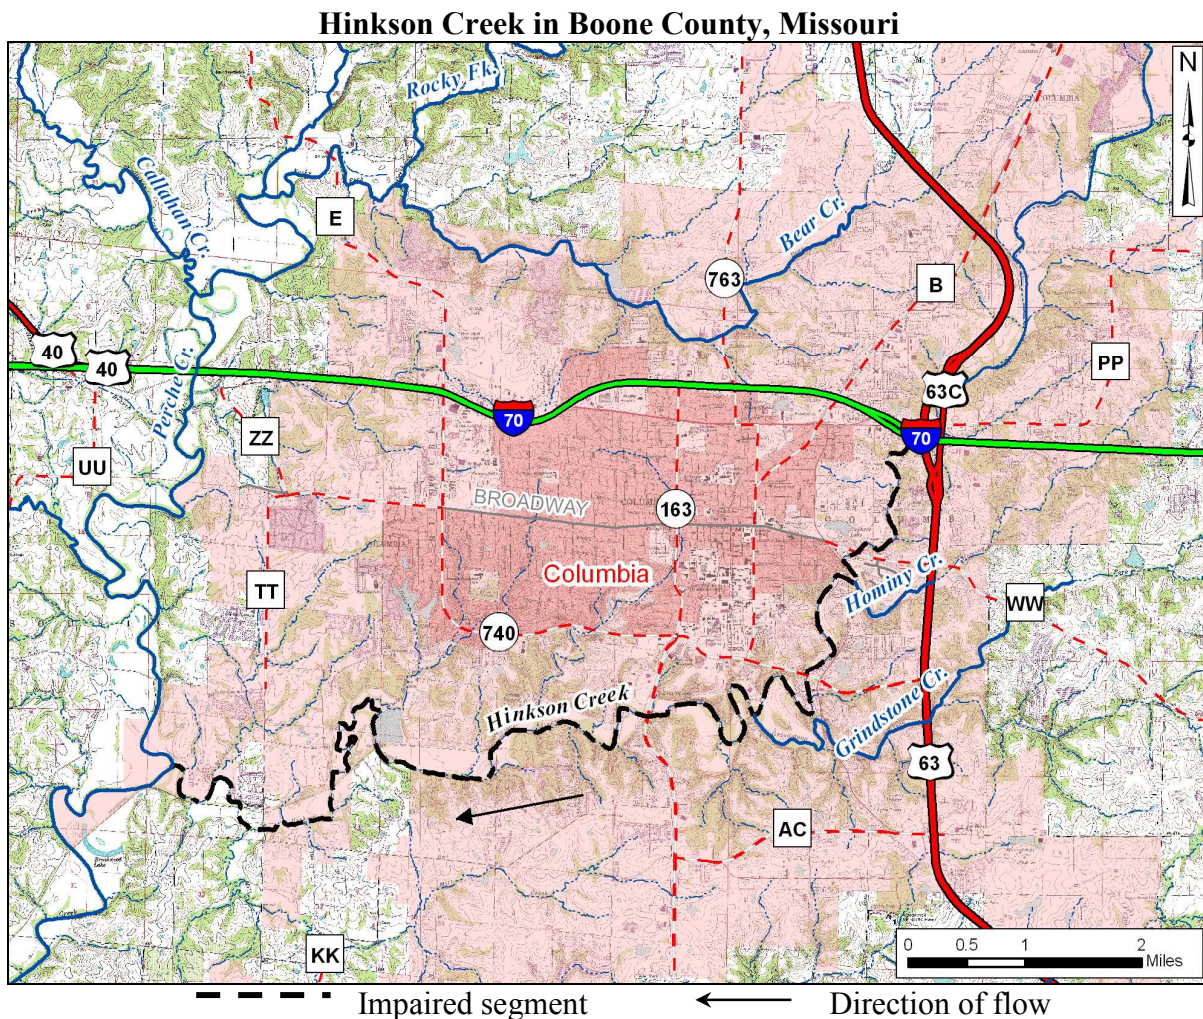 Hinkson Creek in Boone County, Missouri
N
Rocky Fk.
COLUMBIA
Callahan Cr.
E
Bear Cr.
763
B
40
40
PP
63C
Perche Cr.
70
70
ZZ
UU
BROADWAY
163
Columbia
Hominy Cr.
TT
WW
740
Hinkson Creek
Grindstone Cr.
63
AC
KK
0 0.5 1 2
Miles
Impaired segment
Direction of flow